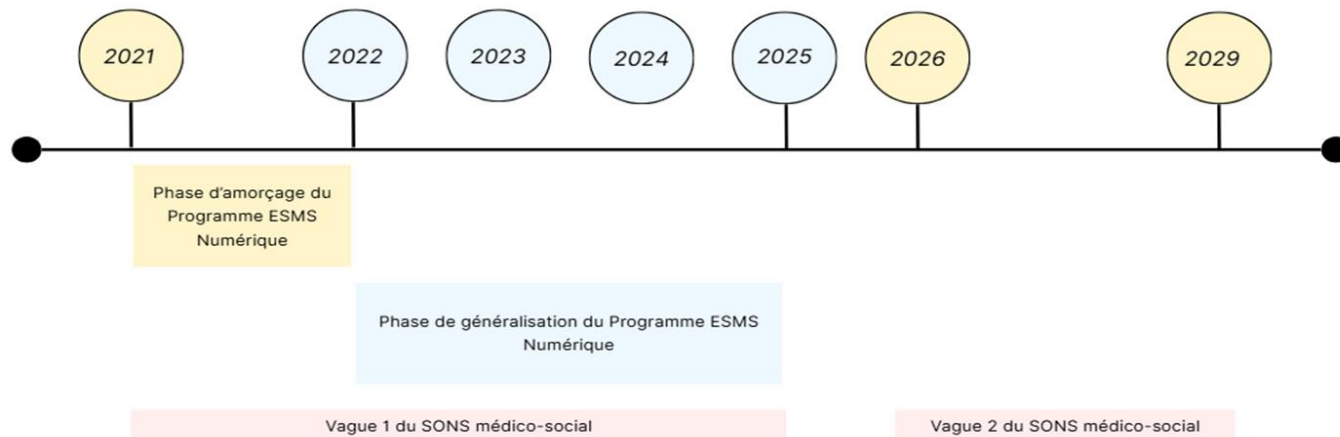 2021
2022
2023
2024
2025
2026
2029
Phase d'amorçage du
Programme ESMS
Numérique
Phase de généralisation du Programme ESMS
Numérique
Vague 1 du SONS médico-social
Vague 2 du SONS médico-social